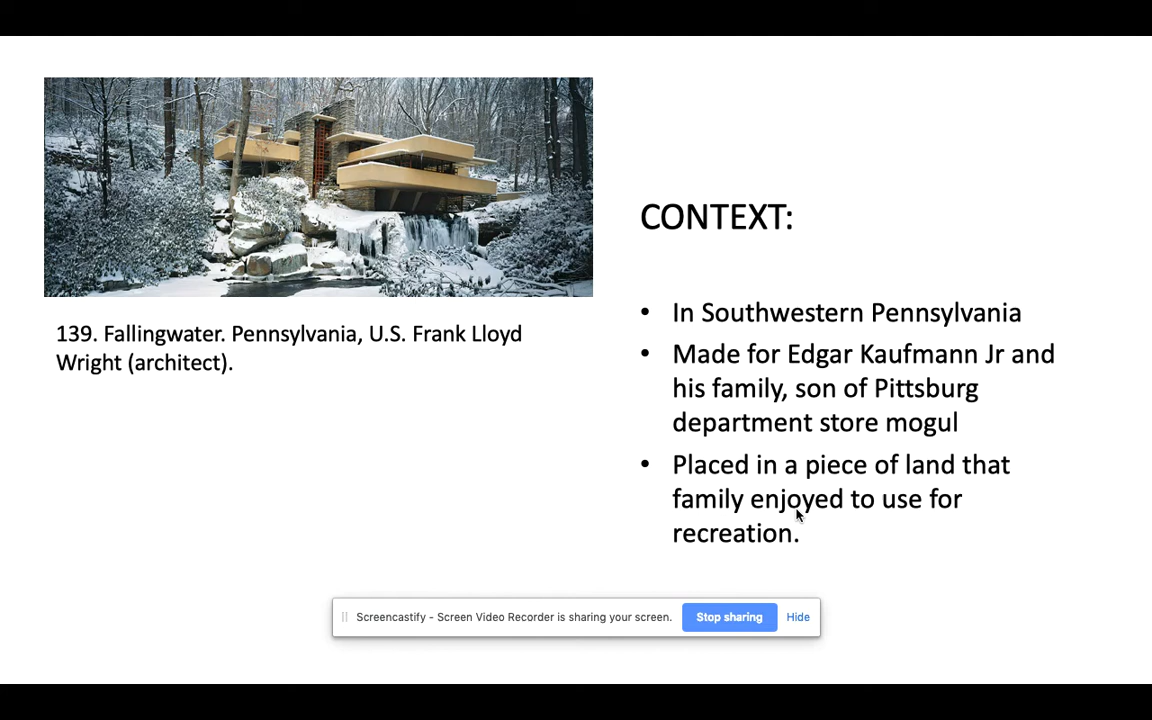 139. Fallingwater. Pennsylvania, U.S. Frank Lloyd
Wright (architect).
CONTEXT:
• In Southwestern Pennsylvania
• Made for Edgar Kaufmann Jr and
his family, son of Pittsburg
department store mogul
• Placed in a piece of land that
family enjoyed to use for
recreation.
Screencastify - Screen Video Recorder is sharing your screen. Stop sharing Hide